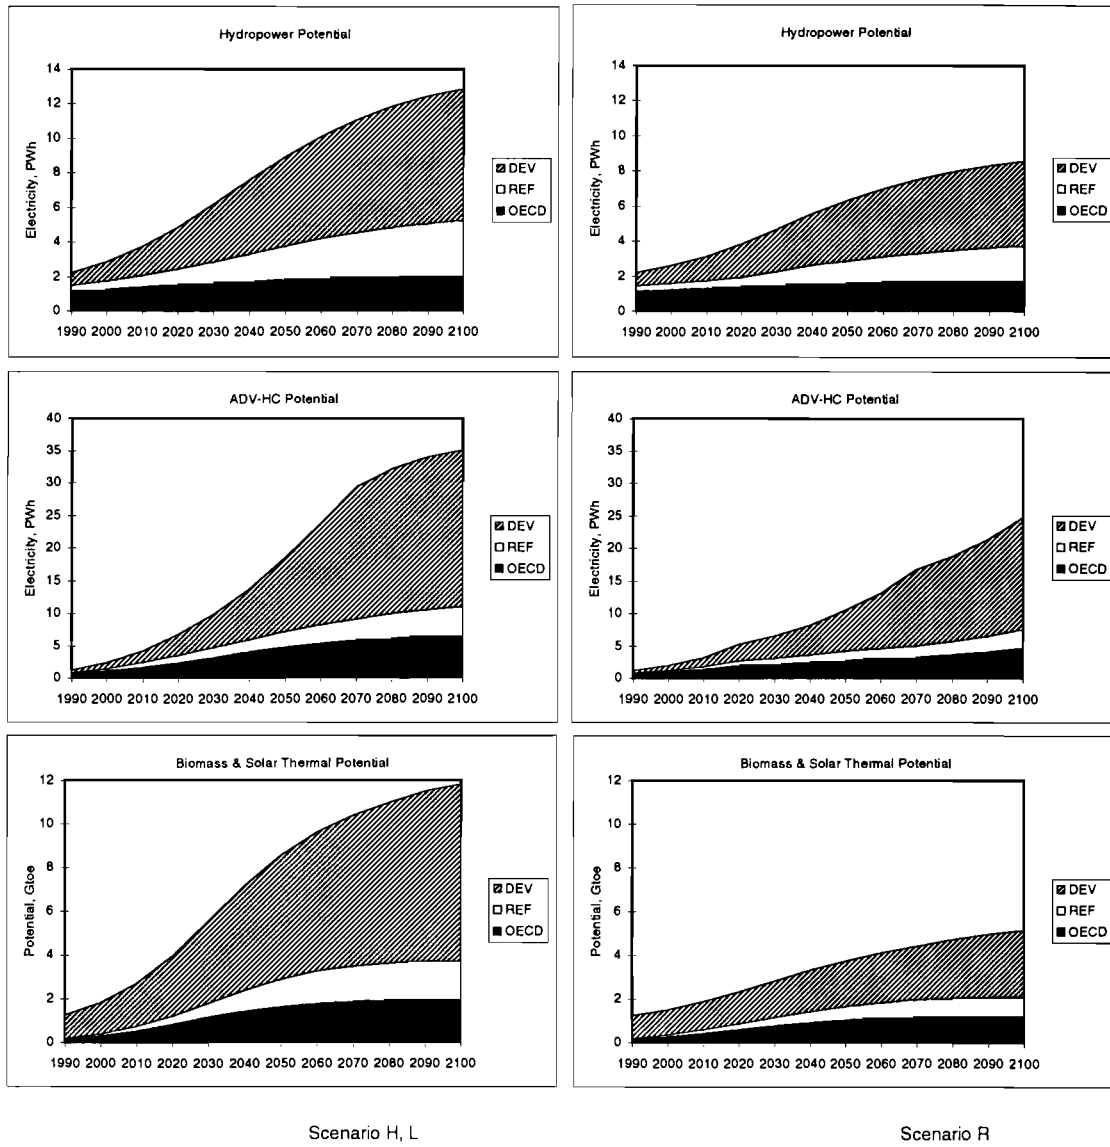 Hydropower Potential
14
12
10
8
6
4
2
0
Electricity, PWh
1990 2000 2010 2020 2030 2040 2050 2060 2070 2080 2090 2100
DEV
REF
OECD
Hydropower Potential
14
12
10
8
6
4
2
0
Electricity, PWh
1990 2000 2010 2020 2030 2040 2050 2060 2070 2080 2090 2100
DEV
REF
OECD
ADV-HC Potential
40
35
30
25
20
15
10
5
0
Electricity, PWh
1990 2000 2010 2020 2030 2040 2050 2060 2070 2080 2090 2100
DEV
REF
OECD
ADV-HC Potential
40
35
30
25
20
15
10
5
0
Electricity, PWh
1990 2000 2010 2020 2030 2040 2050 2060 2070 2080 2090 2100
DEV
REF
OECD
Biomass & Solar Thermal Potential
12
10
8
6
4
2
0
Potential, Gtoe
1990 2000 2010 2020 2030 2040 2050 2060 2070 2080 2090 2100
DEV
REF
OECD
Biomass & Solar Thermal Potential
12
10
8
6
4
2
0
Potential, Gtoe
1990 2000 2010 2020 2030 2040 2050 2060 2070 2080 2090 2100
DEV
REF
OECD
Scenario H, L
Scenario R